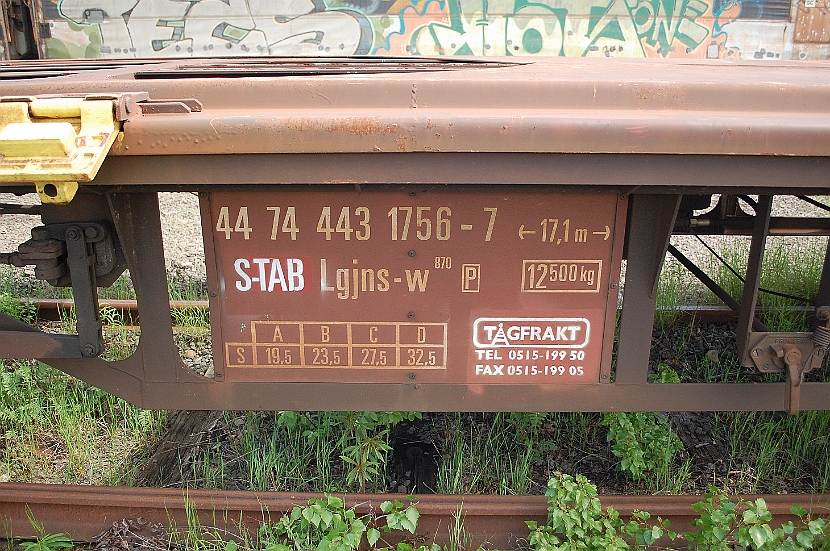 44 74 443 1756-7 ←17,1 m→
S-TAB Lgjns-w 870 P 12500 kg
A B C D
S 19,5 23,5 27,5 32,5
TÅGFRAKT
TEL 0515-199 50
FAX 0515-199 05